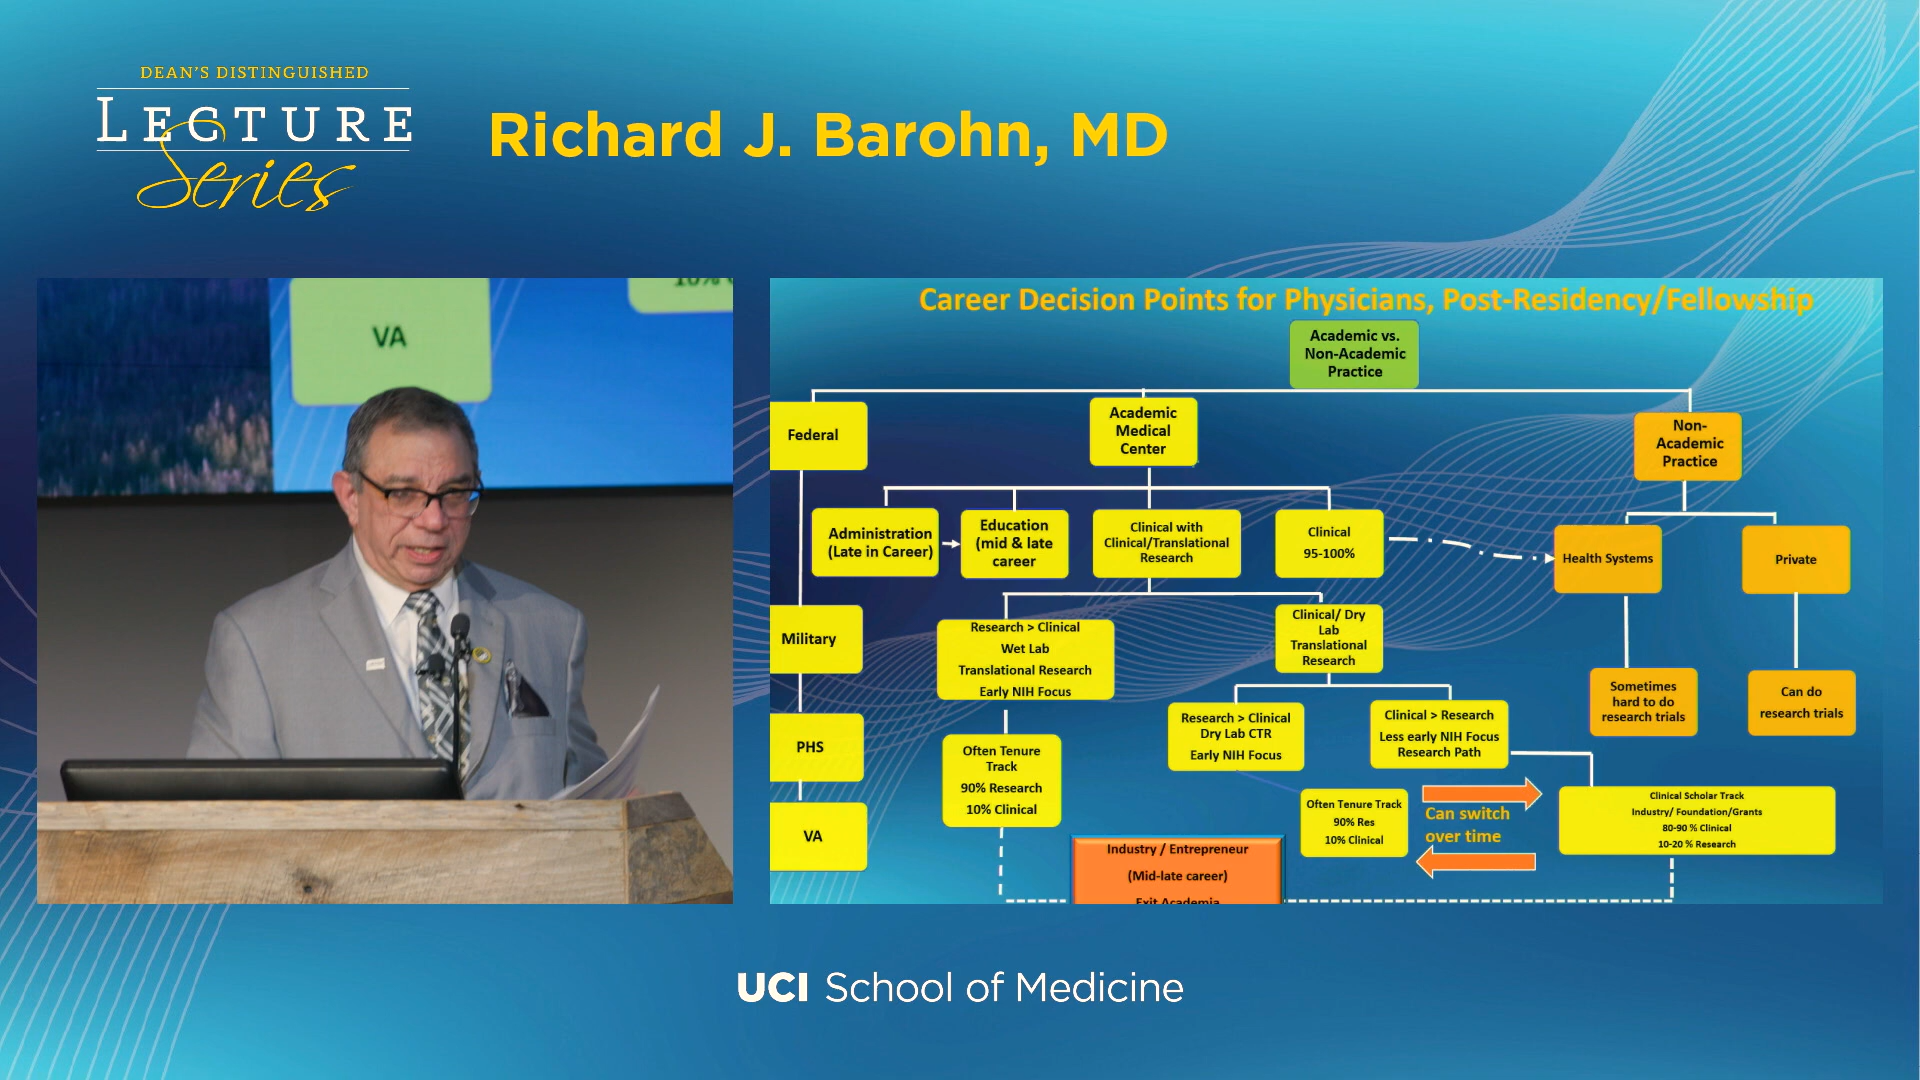 DEAN'S DISTINGUISHED
LECTURE
Series
Richard J. Barohn, MD
VA
10%
Career Decision Points for Physicians, Post-Residency/Fellowship
Academic vs.
Non-Academic
Practice
Federal
Academic
Medical
Center
Non-
Academic
Practice
Administration
(Late in Career)
Education
(mid & late
career
Clinical with
Clinical/Translational
Research
Clinical
95-100%
Health Systems
Private
Military
Research > Clinical
Wet Lab
Translational Research
Early NIH Focus
Clinical/ Dry
Lab
Translational
Research
Sometimes
hard to do
research trials
Can do
research trials
PHS
Often Tenure
Track
90% Research
10% Clinical
Research > Clinical
Dry Lab CTR
Early NIH Focus
Clinical > Research
Less early NIH Focus
Research Path
VA
Often Tenure Track
90% Res
10% Clinical
Can switch
over time
Clinical Scholar Track
Industry/ Foundation/Grants
80-90 % Clinical
10-20 % Research
Industry / Entrepreneur
(Mid-late career)
Exit Academia
UCI School of Medicine